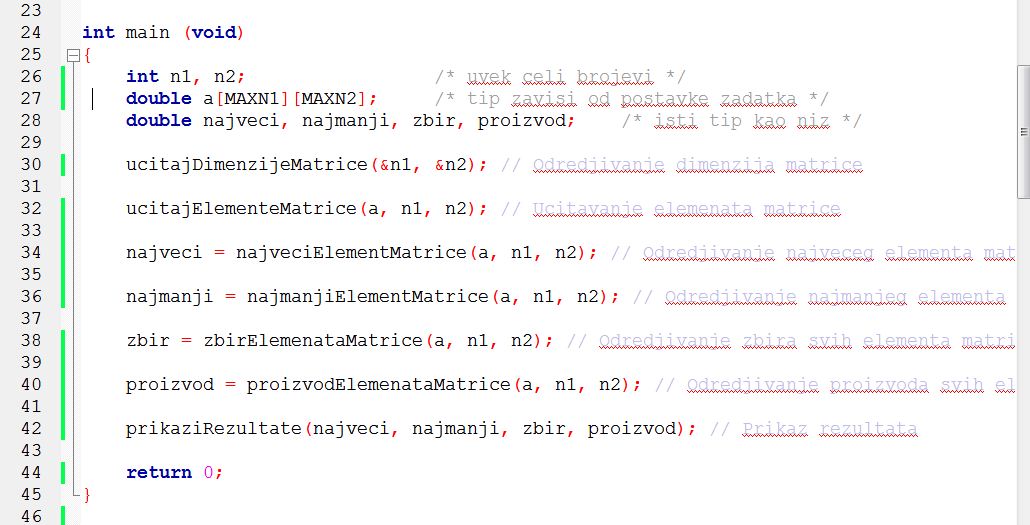 23
24 int main (void)
25 {
26 int n1, n2; /* uvek celi brojevi */
27 double a[MAXN1][MAXN2]; /* tip zavisi od postavke zadatka */
28 double najveci, najmanji, zbir, proizvod; /* isti tip kao niz */
29
30 ucitajDimenzijeMatrice(&n1, &n2); // Odredjivanje dimenzija matrice
31
32 ucitajElementeMatrice(a, n1, n2); // Ucitavanje elemenata matrice
33
34 najveci = najveciElementMatrice(a, n1, n2); // Odredjivanje najveceg elementa mat
35
36 najmanji = najmanjiElementMatrice(a, n1, n2); // Odredjivanje najmanjeg elementa
37
38 zbir = zbirElemenataMatrice(a, n1, n2); // Odredjivanje zbira svih elementa matri
39
40 proizvod = proizvodElemenataMatrice(a, n1, n2); // Odredjivanje proizvoda svih el
41
42 prikaziRezultate(najveci, najmanji, zbir, proizvod); // Prikaz rezultata
43
44 return 0;
45 }
46